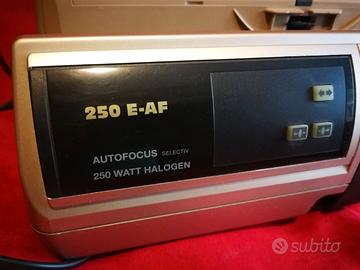 250 E-AF
AUTOFOCUS SELECTIV
250 WATT HALOGEN
subito